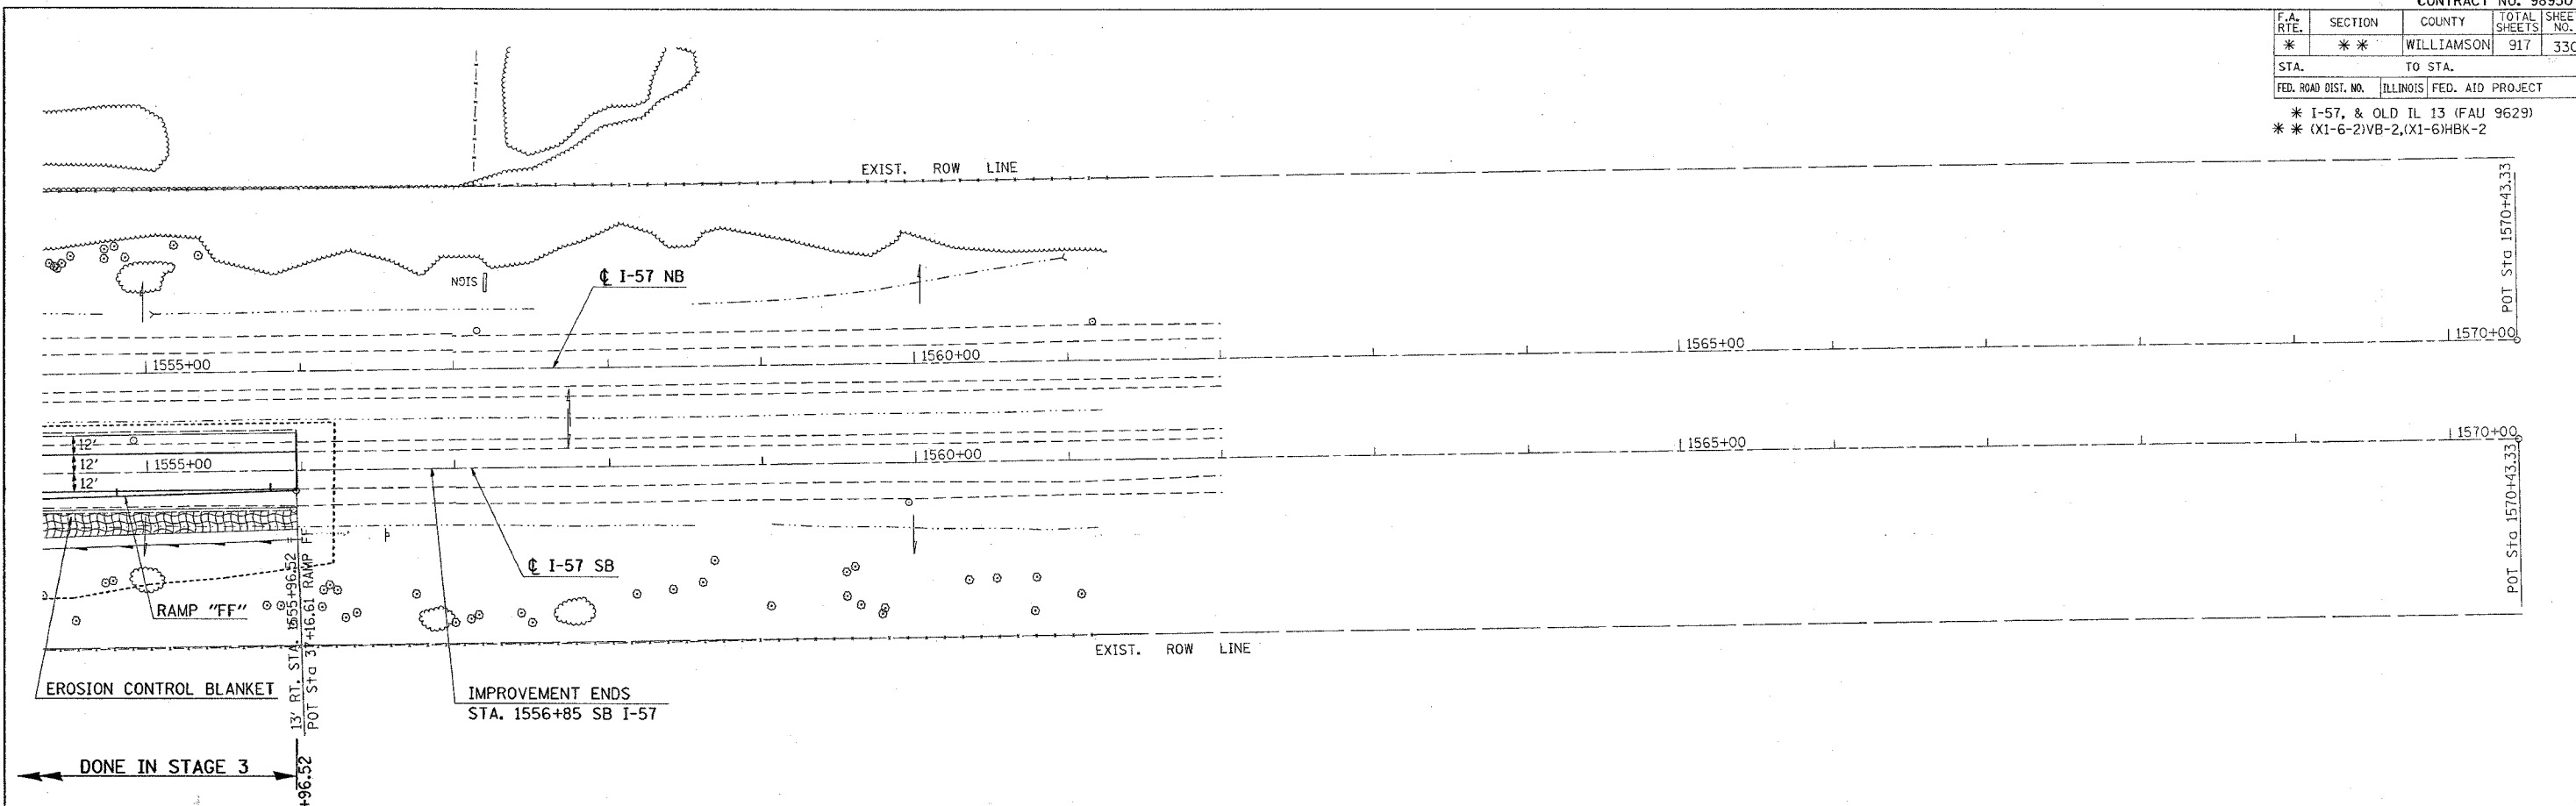 F.A. RTE. SECTION COUNTY TOTAL SHEETS SHEET NO.
* * * WILLIAMSON 917
STA. TO STA.
FED. ROAD DIST. NO. ILLINOIS FED. AID PROJECT
* I-57, & OLD IL 13 (FAU 9629)
* * (X1-6-2)VB-2,(X1-6)HBK-2
EXIST. ROW LINE
POT Sta 1570+43.33
SIGN
℄ I-57 NB
1555+00 1560+00 1565+00 1570+00
12'
12'
12'
1555+00 1560+00 1565+00 1570+00
POT Sta 1570+43.33
℄ I-57 SB
RAMP "FF"
13' RT. STA. 1555+96.52 =
POT Sta 37+16.61 RAMP FF
EXIST. ROW LINE
EROSION CONTROL BLANKET
IMPROVEMENT ENDS
STA. 1556+85 SB I-57
DONE IN STAGE 3
+96.52